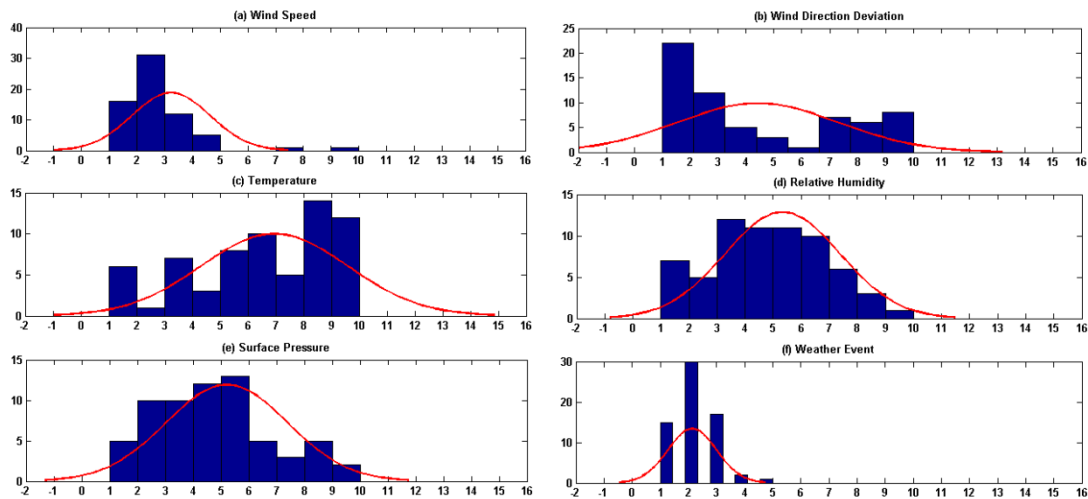 (a) Wind Speed
40
30
20
10
0
-2 -1 0 1 2 3 4 5 6 7 8 9 10 11 12 13 14 15 16
(b) Wind Direction Deviation
25
20
15
10
5
0
-2 -1 0 1 2 3 4 5 6 7 8 9 10 11 12 13 14 15 16
(c) Temperature
15
10
5
0
-2 -1 0 1 2 3 4 5 6 7 8 9 10 11 12 13 14 15 16
(d) Relative Humidity
15
10
5
0
-2 -1 0 1 2 3 4 5 6 7 8 9 10 11 12 13 14 15 16
(e) Surface Pressure
15
10
5
0
-2 -1 0 1 2 3 4 5 6 7 8 9 10 11 12 13 14 15 16
(f) Weather Event
30
20
10
0
-2 -1 0 1 2 3 4 5 6 7 8 9 10 11 12 13 14 15 16